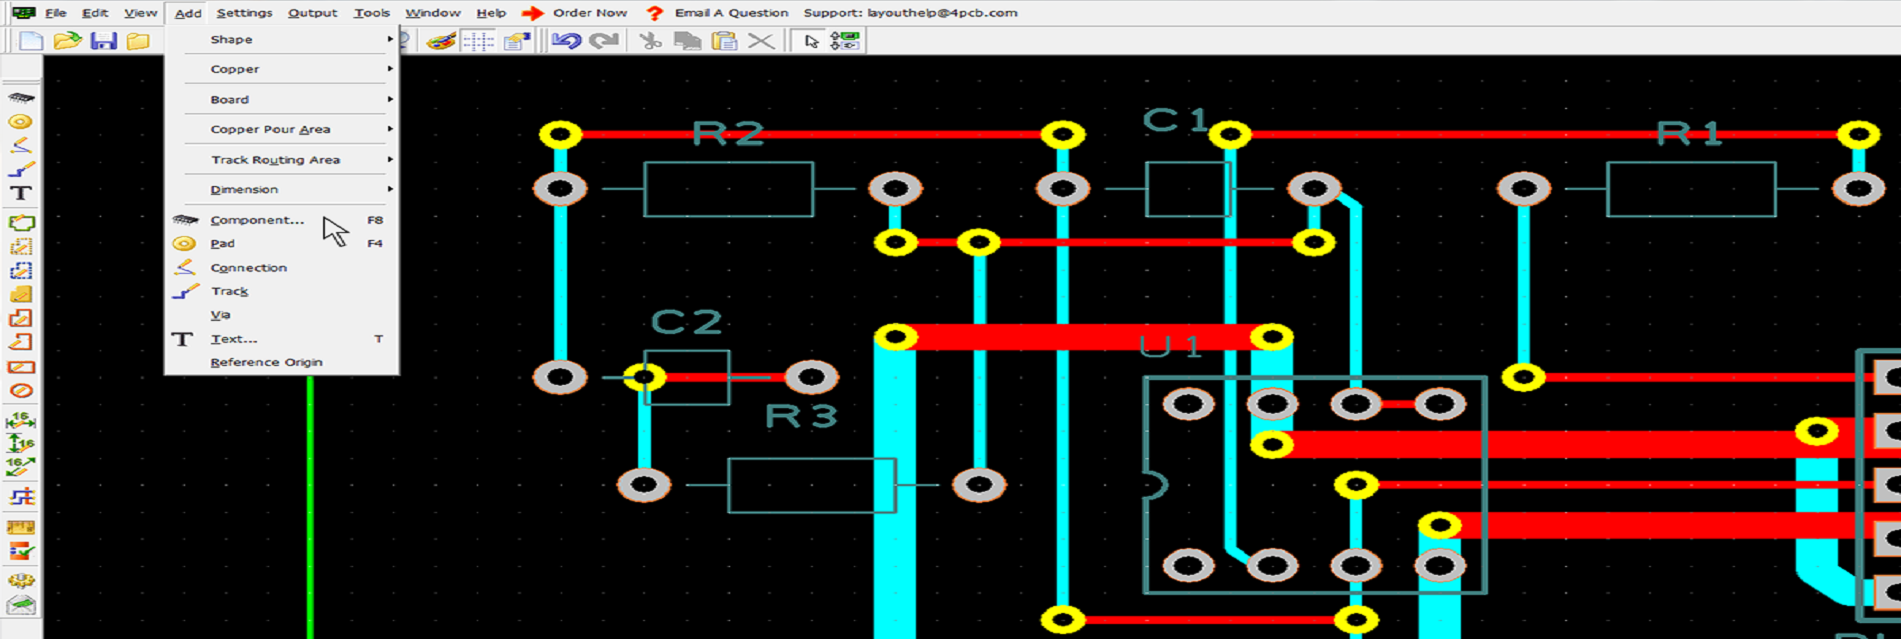 File Edit View Add Settings Output Tools Window Help Order Now ? Email A Question Support: layouthelp@4pcb.com
Shape
Copper
Board
Copper Pour Area
Track Routing Area
Dimension
Component... F8
Pad F4
Connection
Track
Via
T Text... T
Reference Origin
T
16
16
16
R2
C1
R1
C2
U1
R3